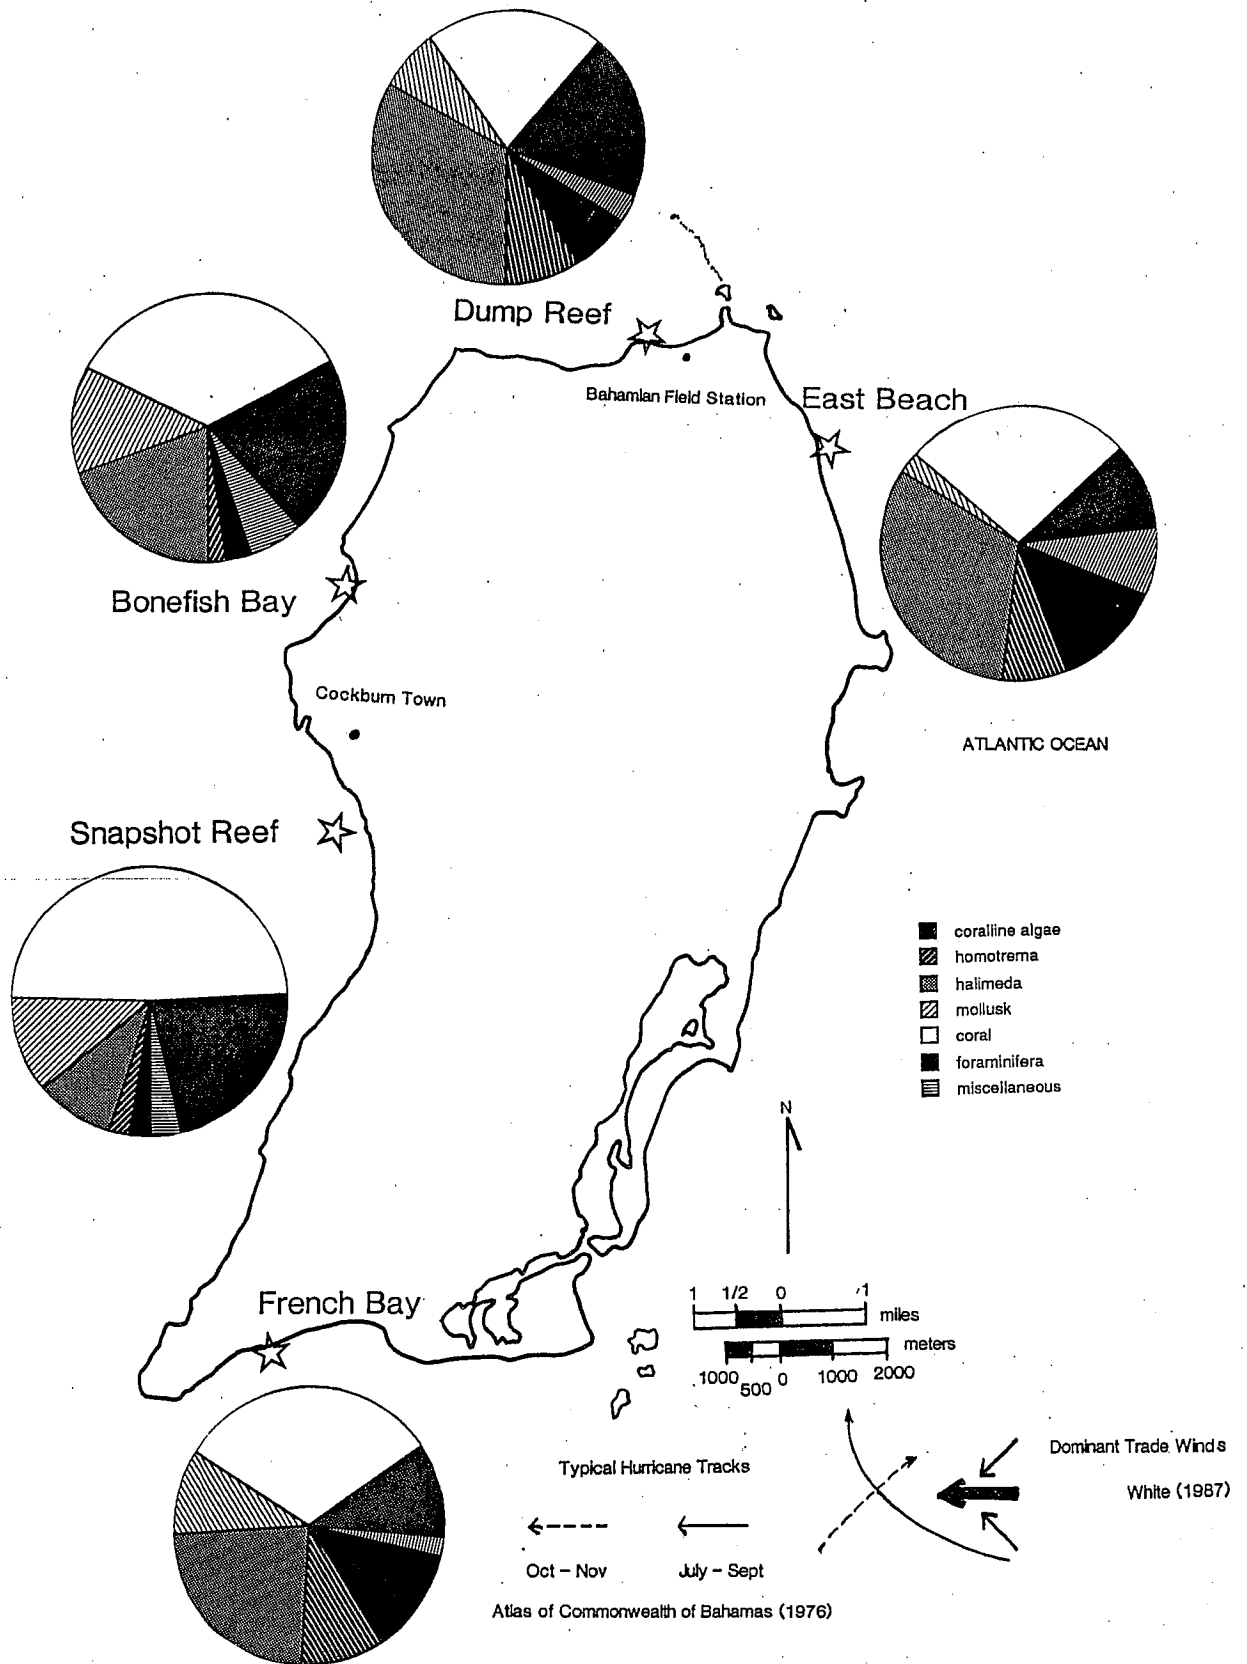 Dump Reef
Bahamian Field Station
East Beach
Bonefish Bay
Cockburn Town
ATLANTIC OCEAN
Snapshot Reef
coralline algae
homotrema
halimeda
mollusk
coral
foraminifera
miscellaneous
N
French Bay
1 1/2 0 1
miles
meters
1000 500 0 1000 2000
Typical Hurricane Tracks
Dominant Trade Winds
White (1987)
Oct - Nov July - Sept
Atlas of Commonwealth of Bahamas (1976)